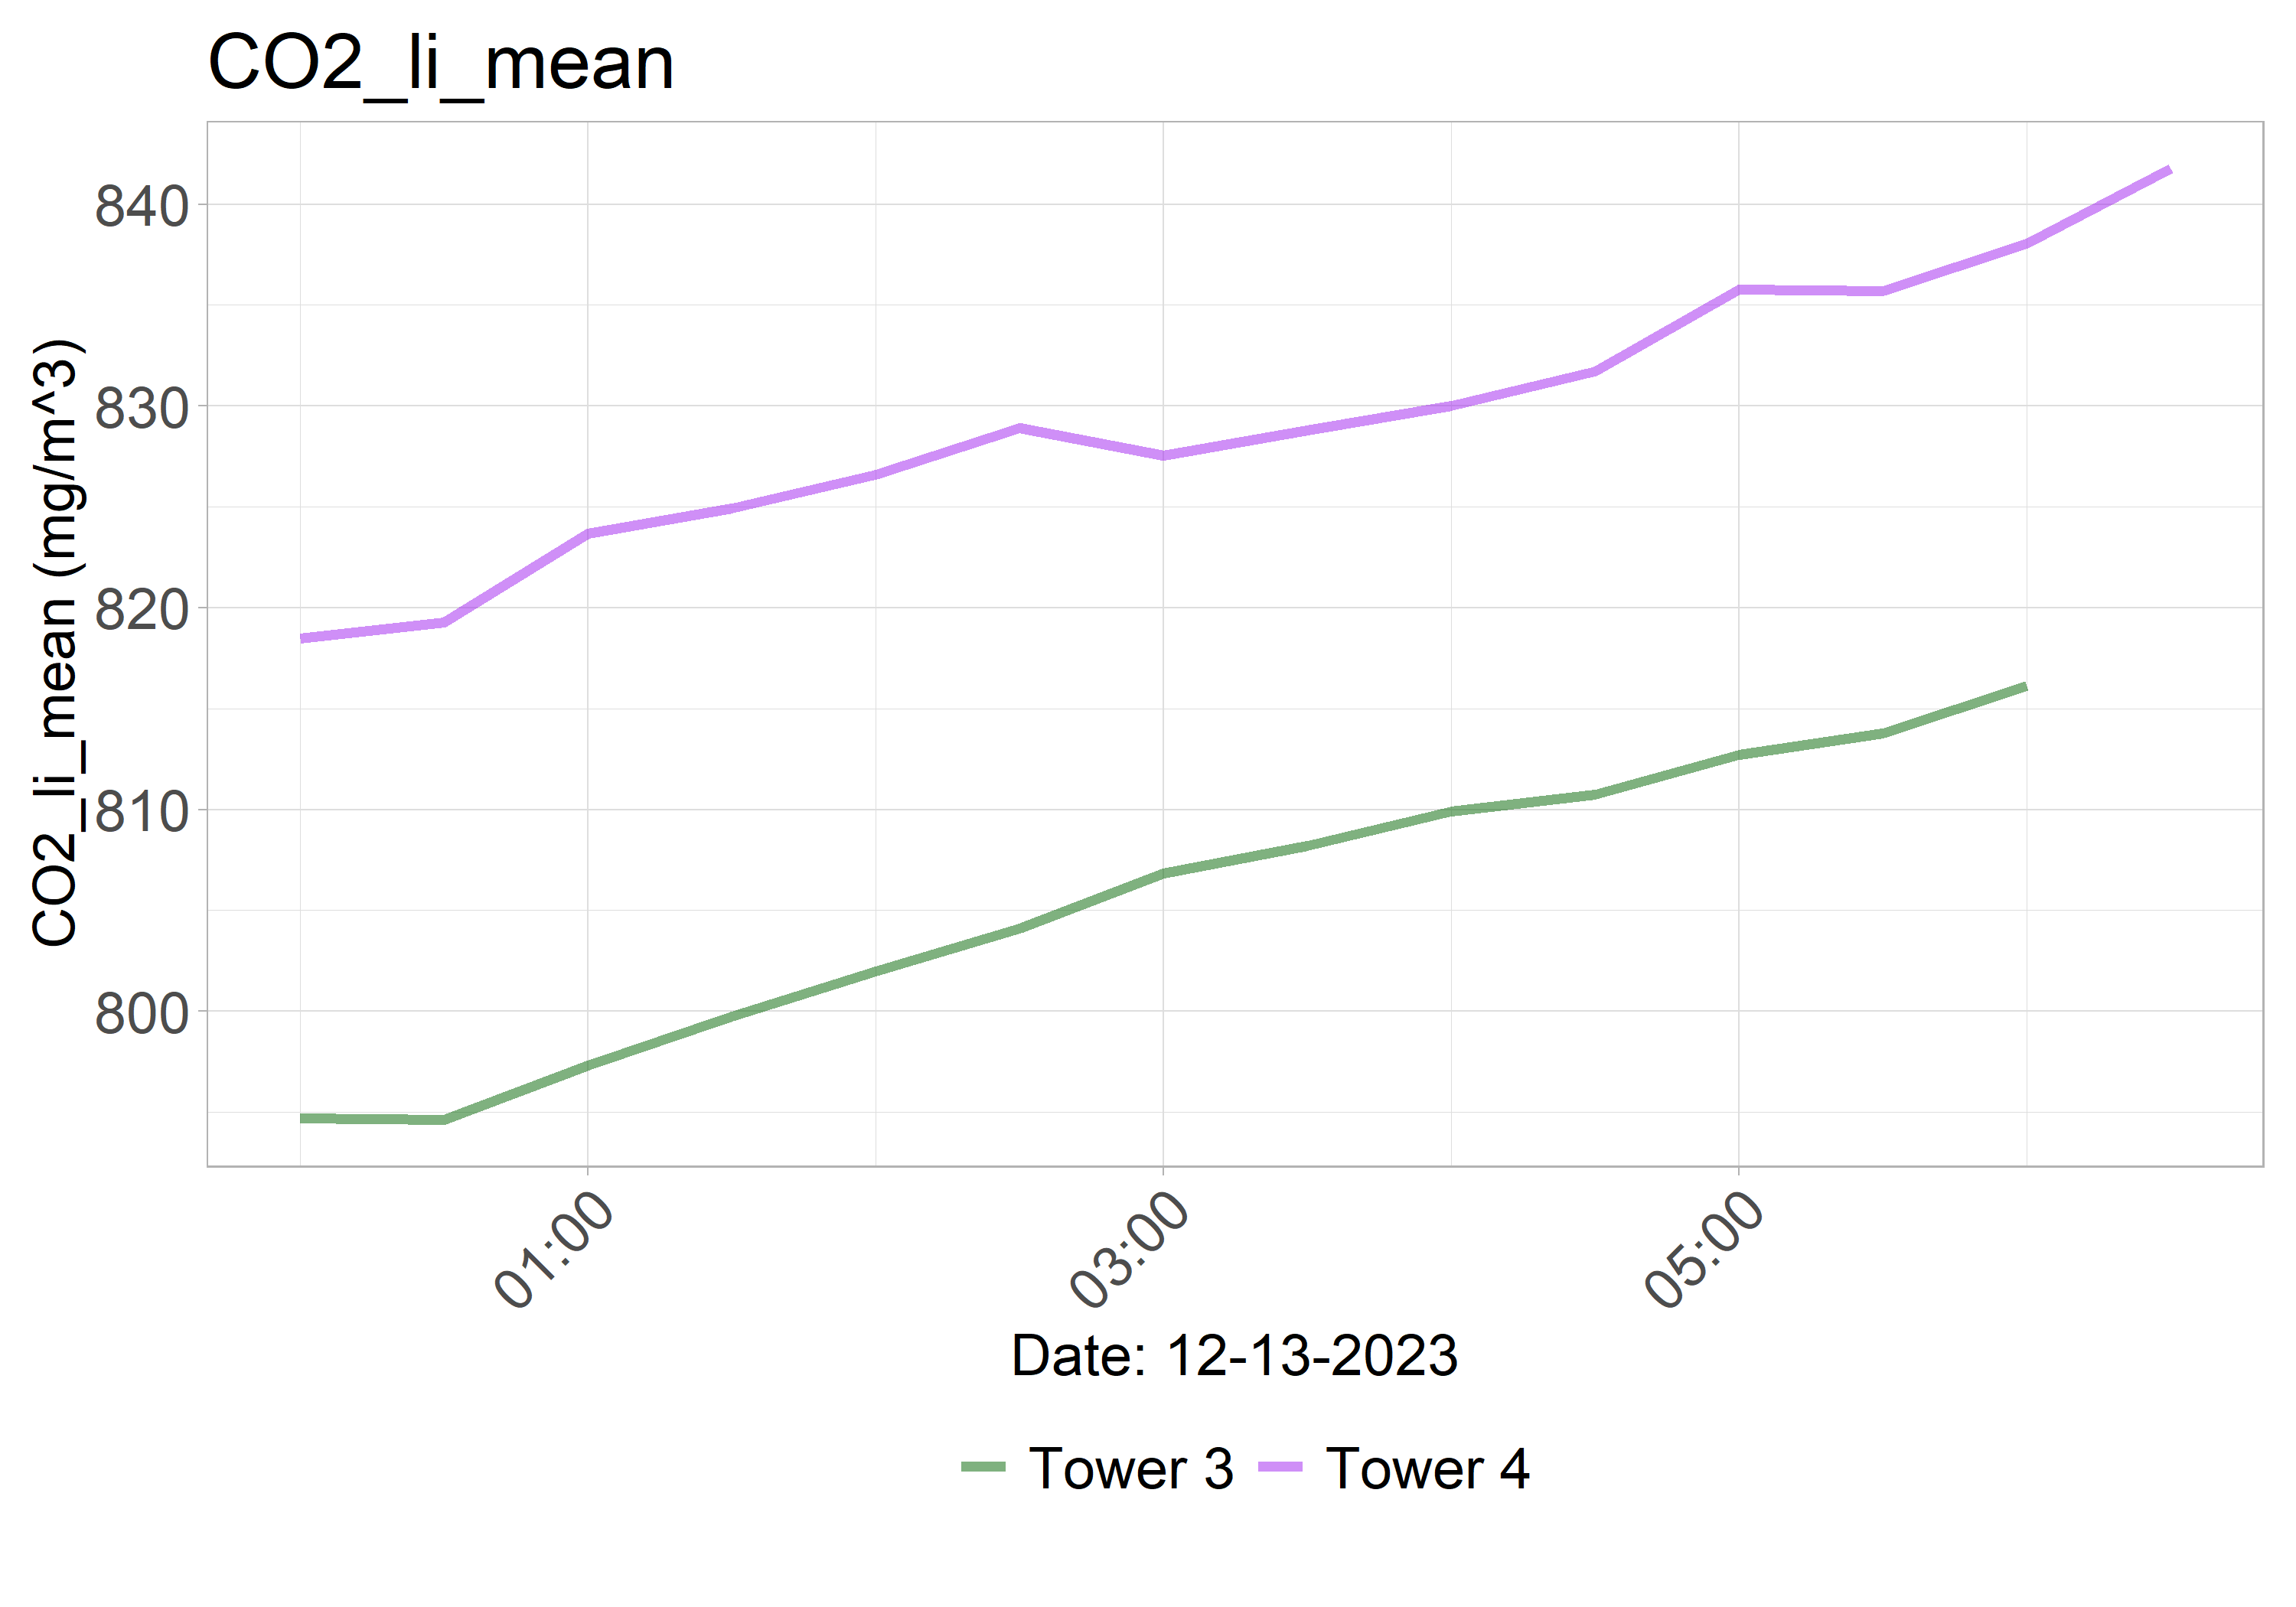 CO2_li_mean
CO2_li_mean (mg/m^3)
840
830
820
810
800
01:00
03:00
05:00
Date: 12-13-2023
Tower 3
Tower 4